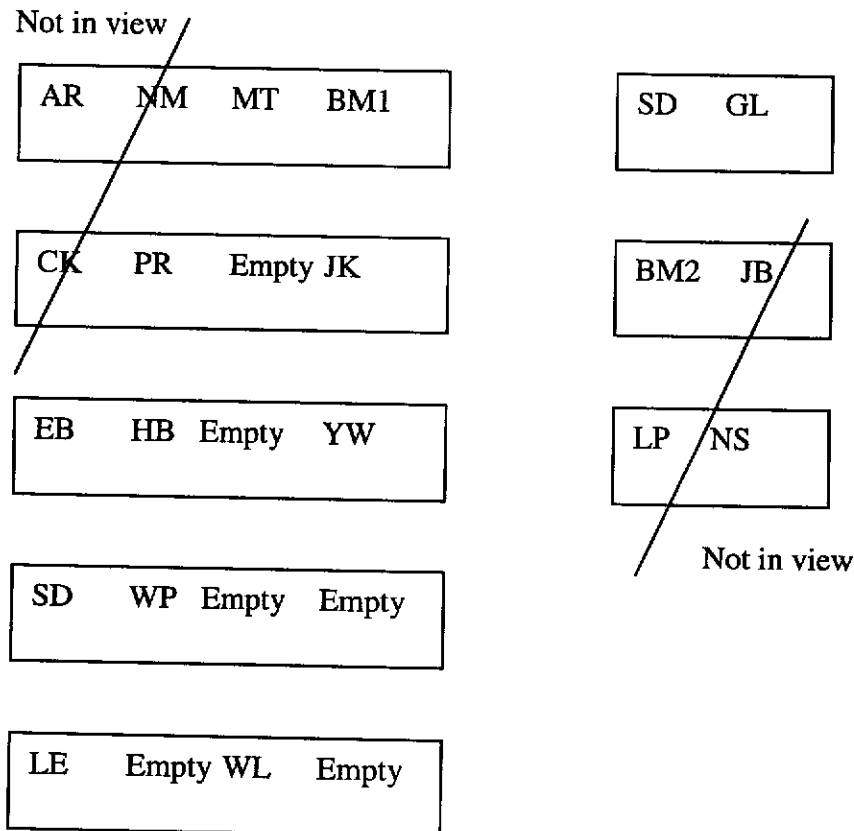 Not in view
AR NM MT BM1
SD GL
CK PR Empty JK
BM2 JB
EB HB Empty YW
LP NS
Not in view
SD WP Empty Empty
LE Empty WL Empty